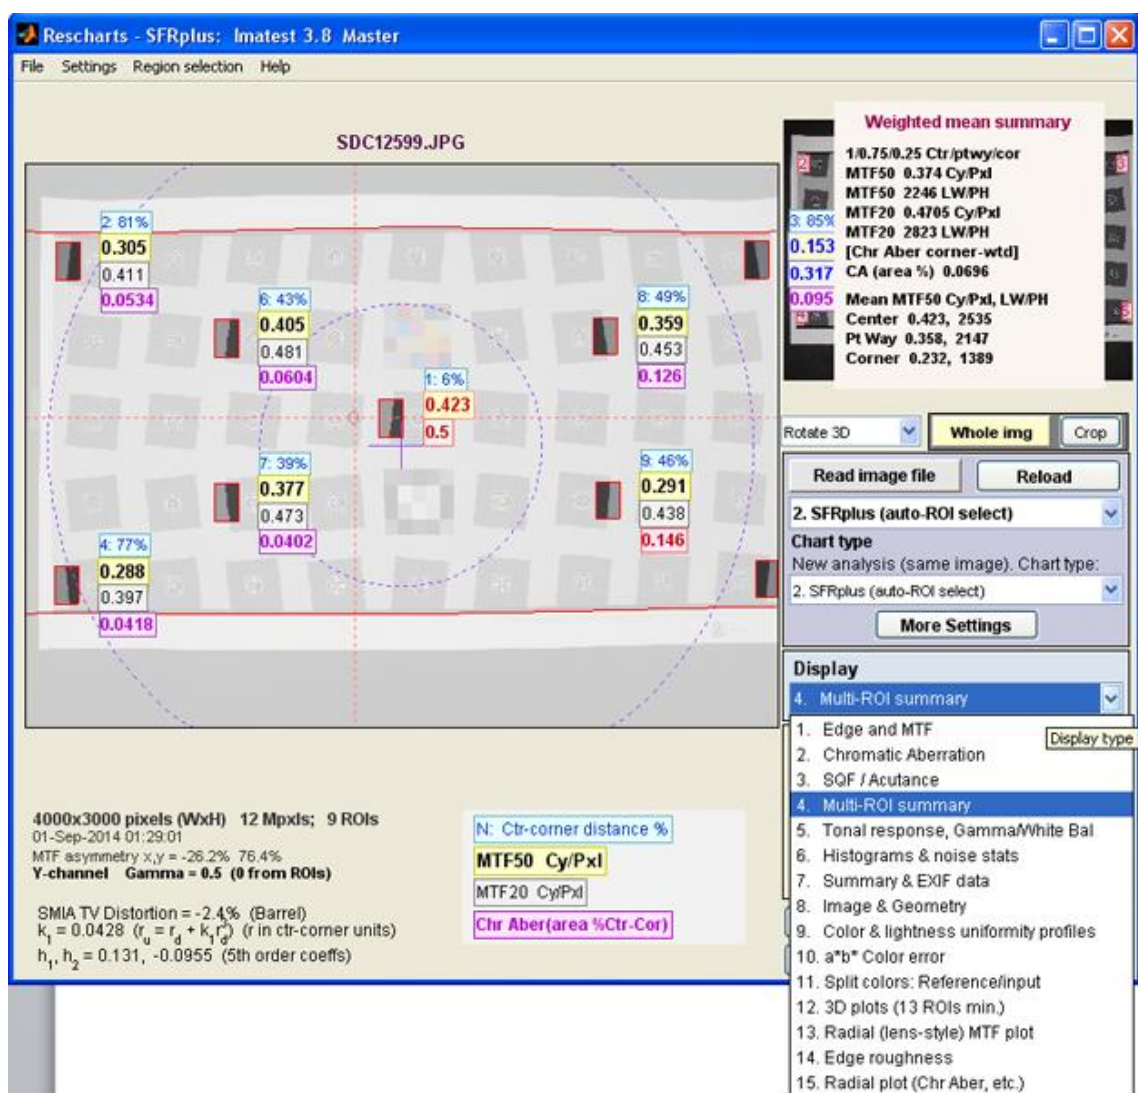 Rescharts - SFRplus: Imatest 3.8 Master
File Settings Region selection Help
SDC12599.JPG
2: 81%
0.305
0.411
0.0534
6: 43%
0.405
0.481
0.0604
8: 49%
0.359
0.453
0.126
1: 6%
0.423
0.5
7: 39%
0.377
0.473
0.0402
9: 46%
0.291
0.438
0.146
4: 77%
0.288
0.397
0.0418
3: 85%
0.153
0.317
0.095
2
3
4
5
Weighted mean summary
1/0.75/0.25 Ctr/ptwy/cor
MTF50 0.374 Cy/Pxl
MTF50 2246 LW/PH
MTF20 0.4705 Cy/Pxl
MTF20 2823 LW/PH
[Chr Aber corner-wtd]
CA (area %) 0.0696
Mean MTF50 Cy/Pxl, LW/PH
Center 0.423, 2535
Pt Way 0.358, 2147
Corner 0.232, 1389
Rotate 3D
Whole img
Crop
Read image file
Reload
2. SFRplus (auto-ROI select)
Chart type
New analysis (same image). Chart type:
2. SFRplus (auto-ROI select)
More Settings
Display
4. Multi-ROI summary
Display type
1. Edge and MTF
2. Chromatic Aberration
3. SQF / Acutance
4. Multi-ROI summary
5. Tonal response, Gamma/White Bal
6. Histograms & noise stats
7. Summary & EXIF data
8. Image & Geometry
9. Color & lightness uniformity profiles
10. a*b* Color error
11. Split colors: Reference/input
12. 3D plots (13 ROIs min.)
13. Radial (lens-style) MTF plot
14. Edge roughness
15. Radial plot (Chr Aber, etc.)
4000x3000 pixels (WxH) 12 Mpxls; 9 ROIs
01-Sep-2014 01:29:01
MTF asymmetry x,y = -26.2% 76.4%
Y-channel Gamma = 0.5 (0 from ROIs)
SMIA TV Distortion = -2.4% (Barrel)
k1 = 0.0428 (ru = rd + k1rd³) (r in ctr-corner units)
h1, h2 = 0.131, -0.0955 (5th order coeffs)
N: Ctr-corner distance %
MTF50 Cy/Pxl
MTF20 Cy/Pxl
Chr Aber(area %Ctr-Cor)